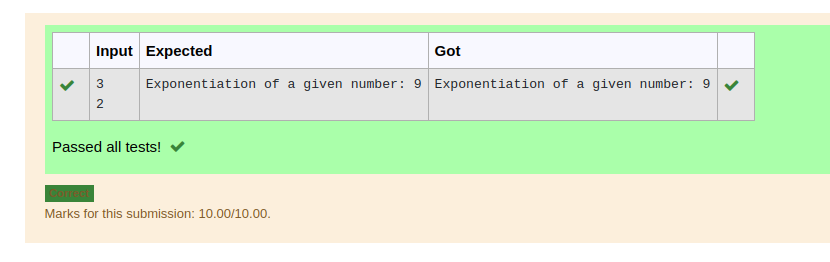 Input Expected Got
3 Exponentiation of a given number: 9 Exponentiation of a given number: 9
2
Passed all tests!
Correct
Marks for this submission: 10.00/10.00.